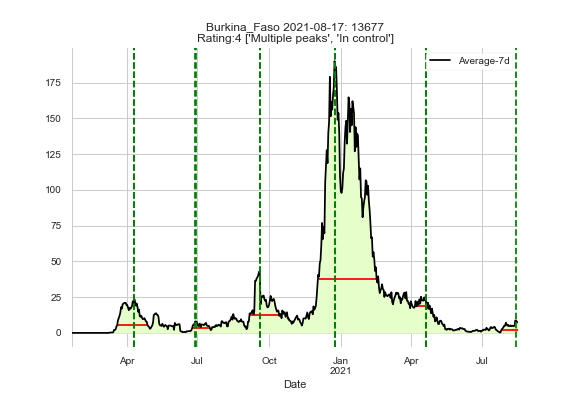 Burkina_Faso 2021-08-17: 13677
Rating:4 ['Multiple peaks', 'In control']
Average-7d
175
150
125
100
75
50
25
0
Apr Jul Oct Jan Apr Jul
2021
Date